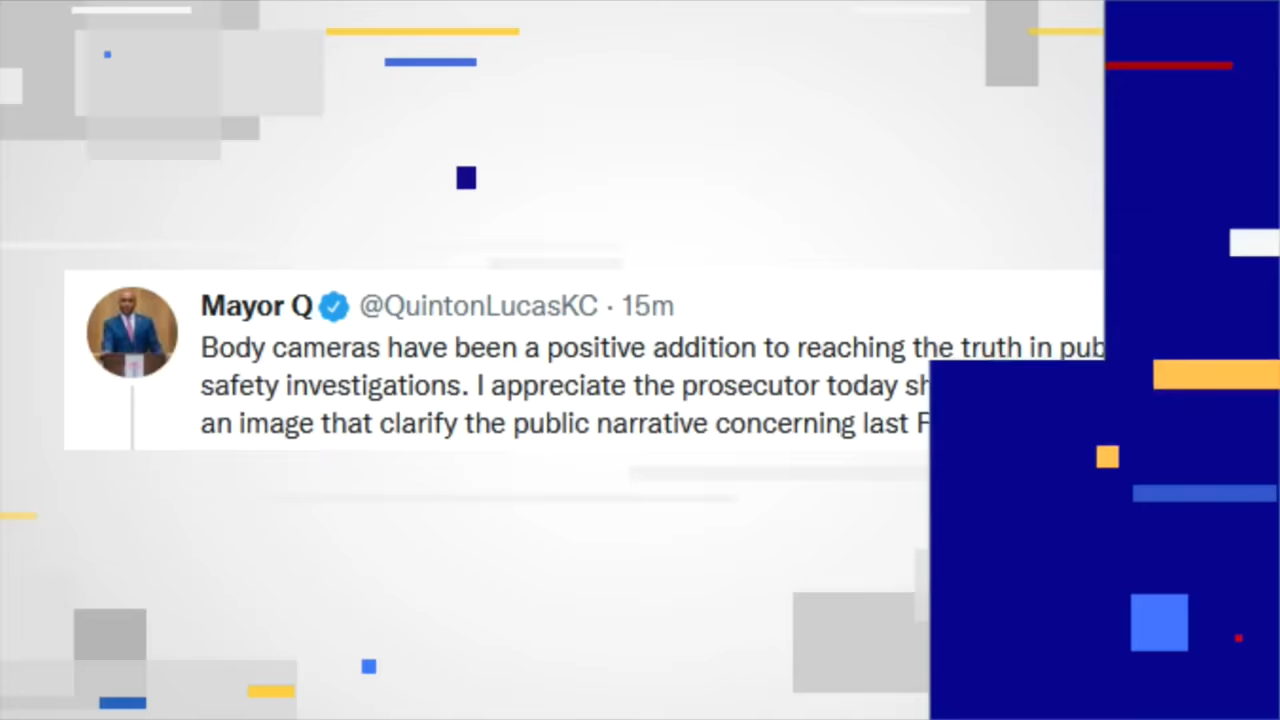 Mayor Q @QuintonLucasKC · 15m
Body cameras have been a positive addition to reaching the truth in pub
safety investigations. I appreciate the prosecutor today sh
an image that clarify the public narrative concerning last F